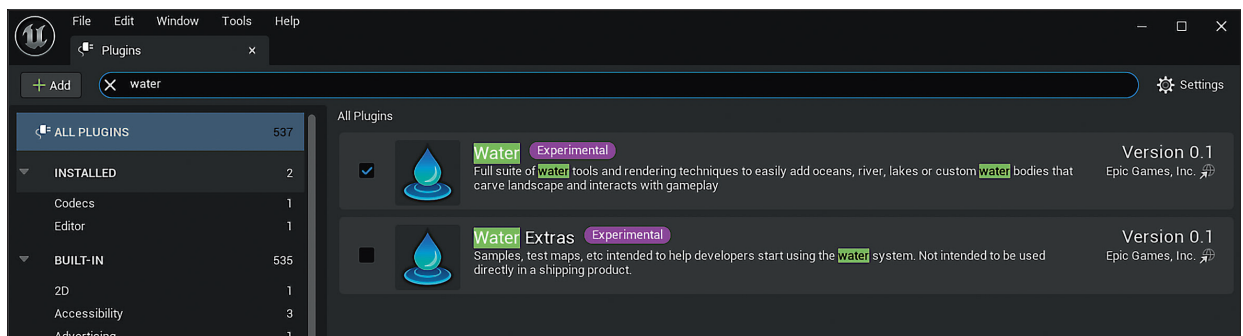 File Edit Window Tools Help
Plugins
+ Add
water
Settings
ALL PLUGINS 537
INSTALLED 2
Codecs 1
Editor 1
BUILT-IN 535
2D 1
Accessibility 3
Advertising 1
All Plugins
Water Experimental
Version 0.1
Full suite of water tools and rendering techniques to easily add oceans, river, lakes or custom water bodies that
Epic Games, Inc.
carve landscape and interacts with gameplay
Water Extras Experimental
Version 0.1
Samples, test maps, etc intended to help developers start using the water system. Not intended to be used
Epic Games, Inc.
directly in a shipping product.